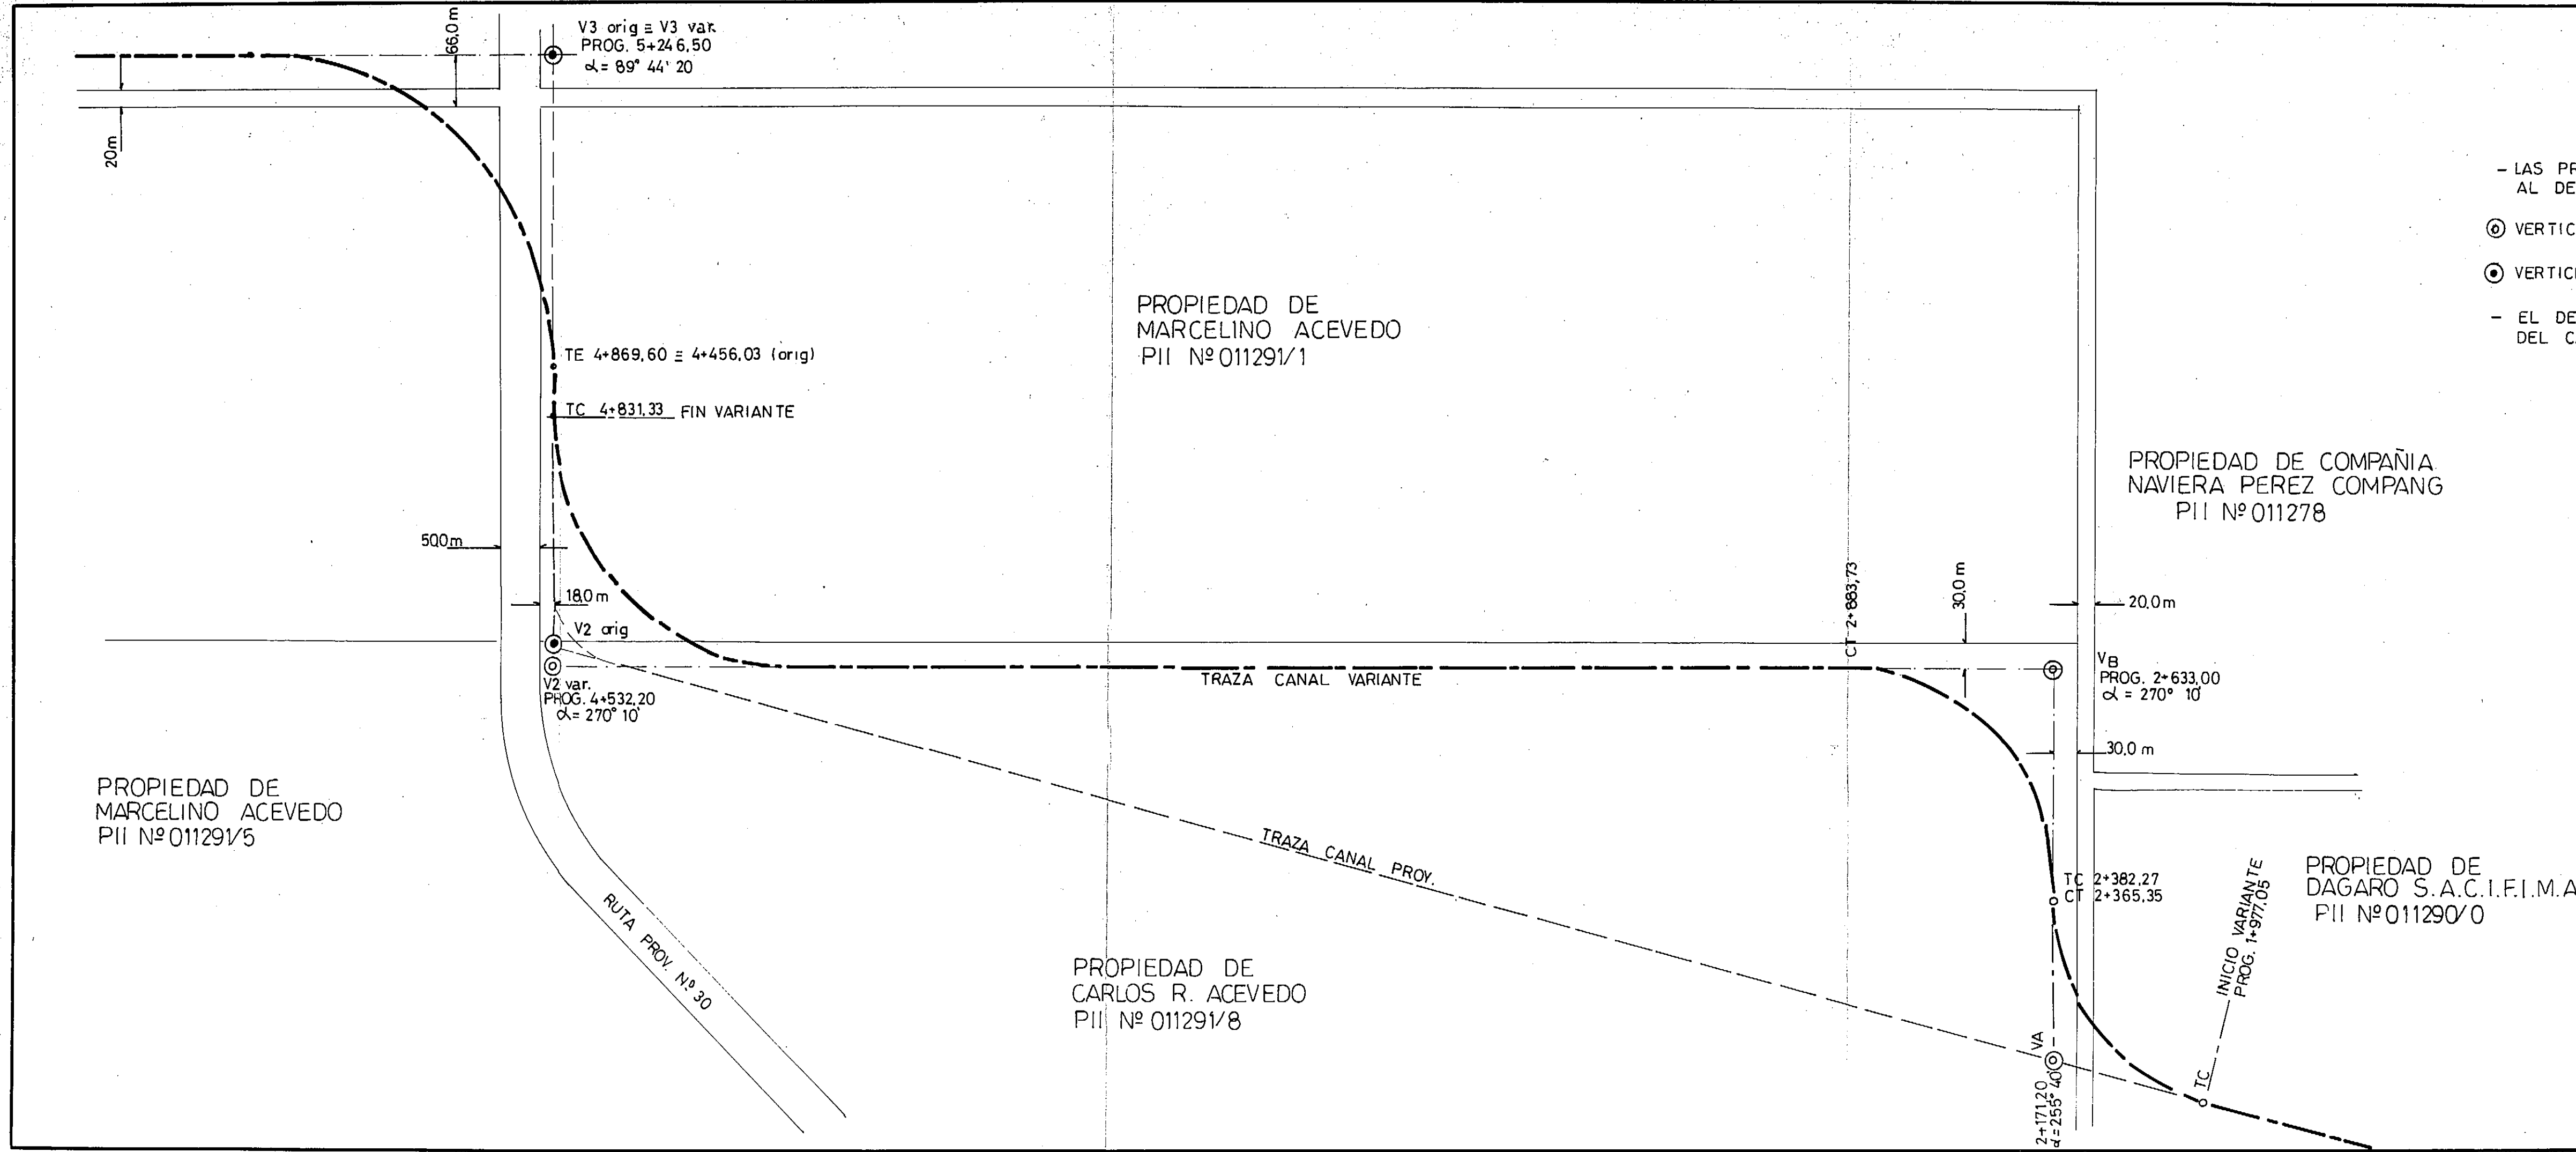 66,0 m
V3 orig ≡ V3 var.
PROG. 5+246,50
α = 89° 44' 20
20m
- LAS PR
AL DE
VERTIC
VERTICI
- EL DE
DEL C
PROPIEDAD DE
MARCELINO ACEVEDO
PII Nº 011291/1
TE 4+869,60 ≡ 4+456,03 (orig)
TC 4+831,33 FIN VARIANTE
PROPIEDAD DE COMPAÑIA
NAVIERA PEREZ COMPANG
PII Nº 011278
50,0m
18,0 m
V2 orig
V2 var.
PROG. 4+532,20
α = 270° 10'
CT 2+883,73
30,0 m
20,0 m
VB
PROG. 2+633,00
α = 270° 10'
30,0 m
TRAZA CANAL VARIANTE
PROPIEDAD DE
MARCELINO ACEVEDO
PII Nº 011291/5
TRAZA CANAL PROY.
RUTA PROV. Nº 30
PROPIEDAD DE
CARLOS R. ACEVEDO
PII Nº 011291/8
TC 2+382,27
CT 2+365,35
INICIO VARIANTE
PROG. 1+977,05
PROPIEDAD DE
DAGARO S.A.C.I.F.I.M.A
PII Nº 011290/0
VA
2+171,20
α = 255° 40'
TC